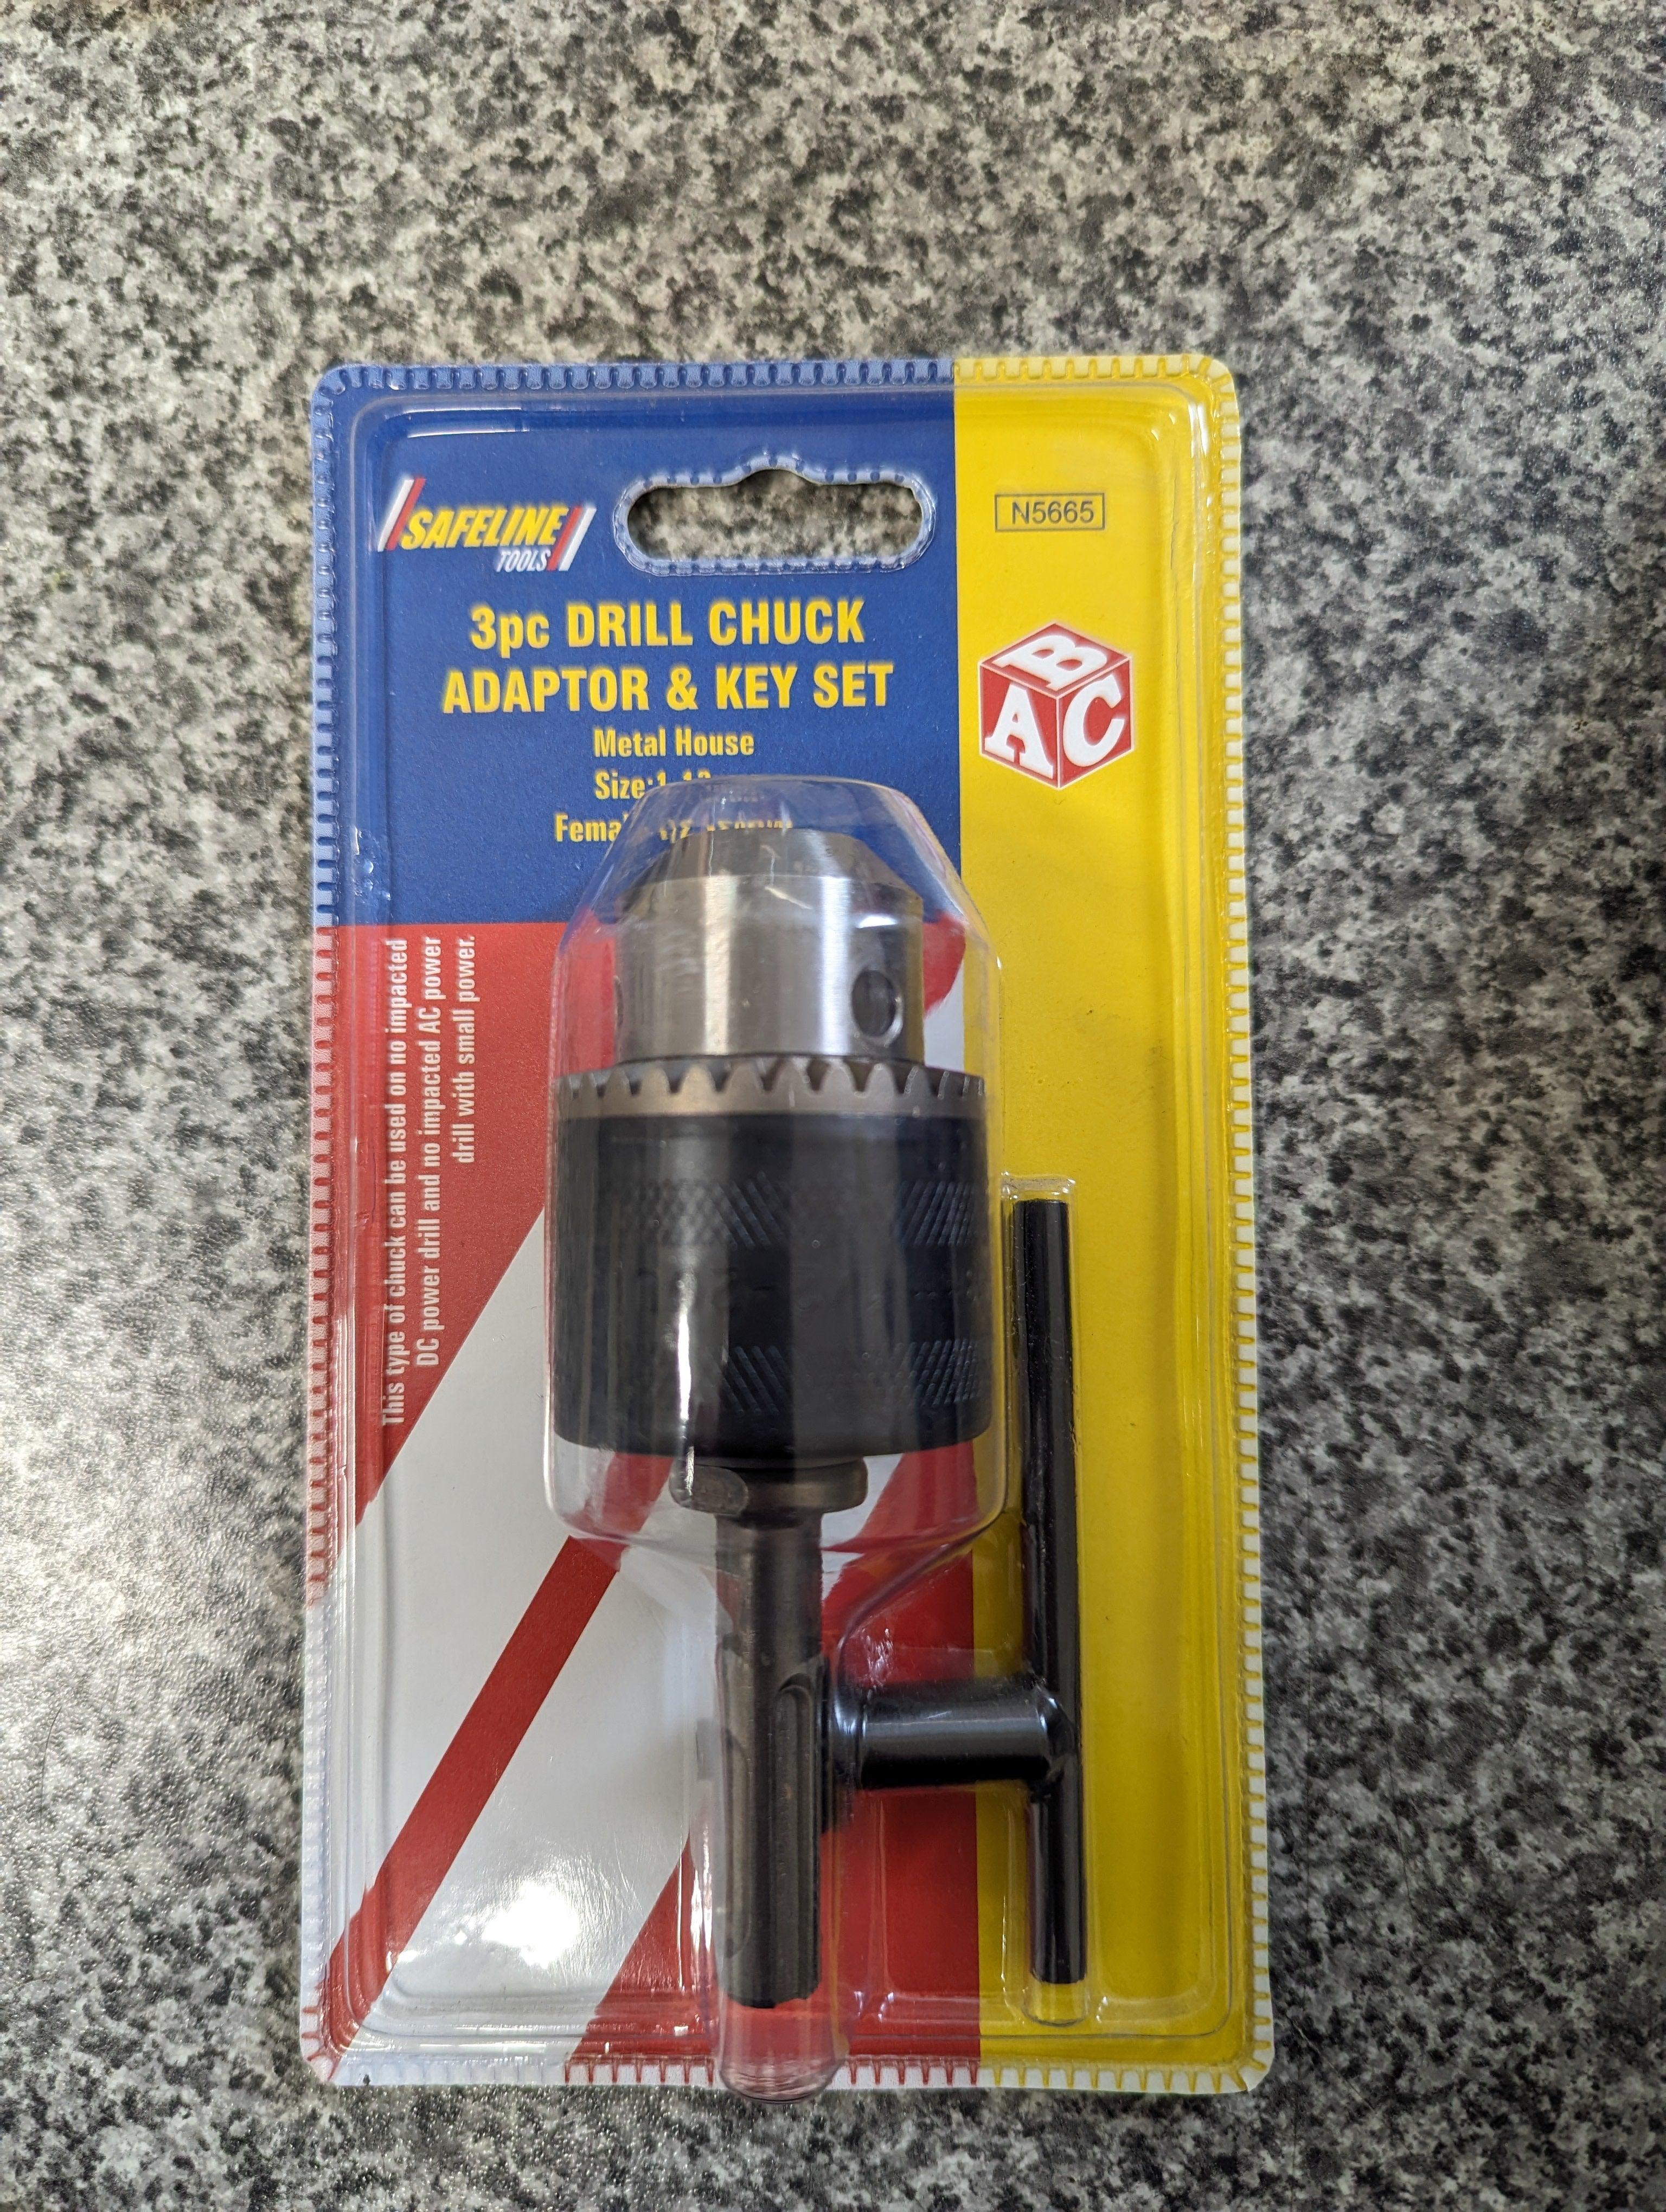 SAFELINE
TOOLS
N5665
3pc DRILL CHUCK
ADAPTOR & KEY SET
Metal House
Size:
B
A C
This type of chuck can be used on no impacted
DC power drill and no impacted AC power
drill with small power.